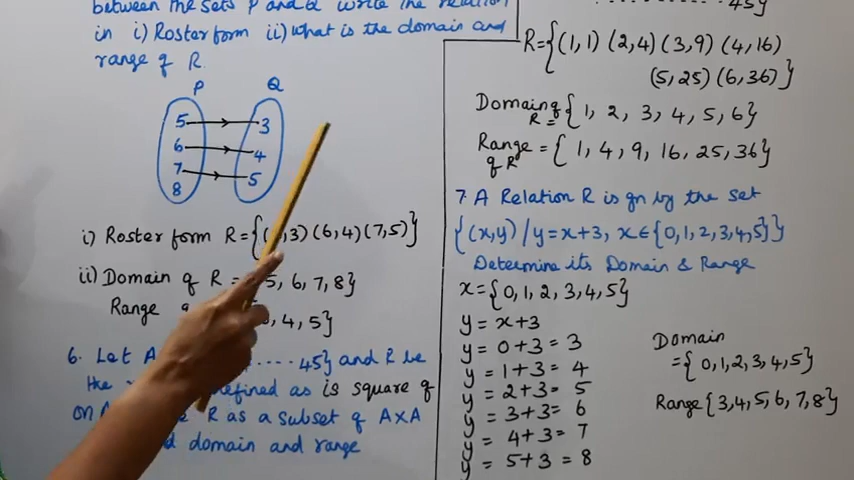 between the sets P and Q write the relation
in i) Roster form ii) what is the domain and
range of R.
P Q
5 3
6 4
7 5
8
i) Roster form R={( ,3)(6,4)(7,5)}
ii) Domain of R = 5, 6, 7, 8}
Range , 4, 5}
6. Let A ....45} and R be
the defined as is square of
on R as a subset of AxA
domain and range
........45}
R={(1,1) (2,4) (3,9) (4,16)
(5,25) (6,36)}
Domain of R = {1, 2, 3, 4, 5, 6}
Range of R = {1, 4, 9, 16, 25, 36}
7. A Relation R is gn by the set
{(x,y) / y=x+3, x∈{0,1,2,3,4,5}}
Determine its Domain & Range
x={0,1,2,3,4,5}
y = x+3
y = 0+3 = 3
y = 1+3 = 4
y = 2+3 = 5
y = 3+3 = 6
y = 4+3 = 7
y = 5+3 = 8
Domain
={0,1,2,3,4,5}
Range{3,4,5,6,7,8}